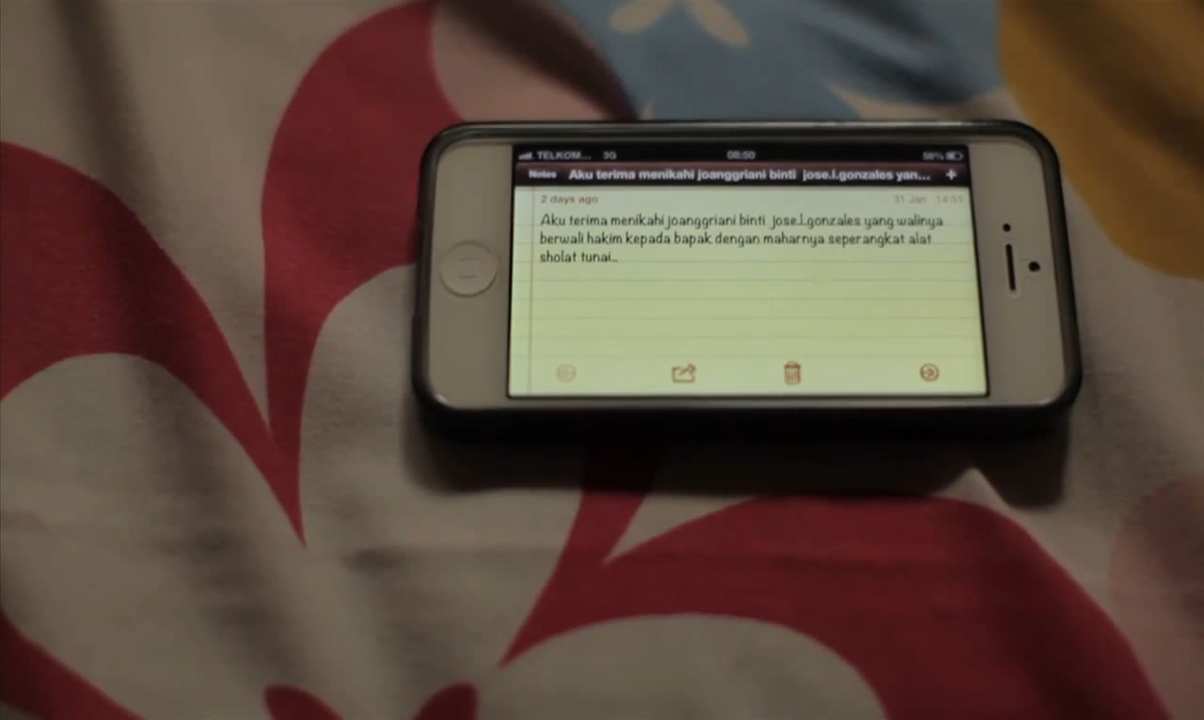 TELKOM... 3G 08:50 58%
Notes Aku terima menikahi joanggriani binti jose.l.gonzales yan... +
2 days ago 31 Jan 14:51
Aku terima menikahi joanggriani binti jose.l.gonzales yang walinya
berwali hakim kepada bapak dengan maharnya seperangkat alat
sholat tunai...